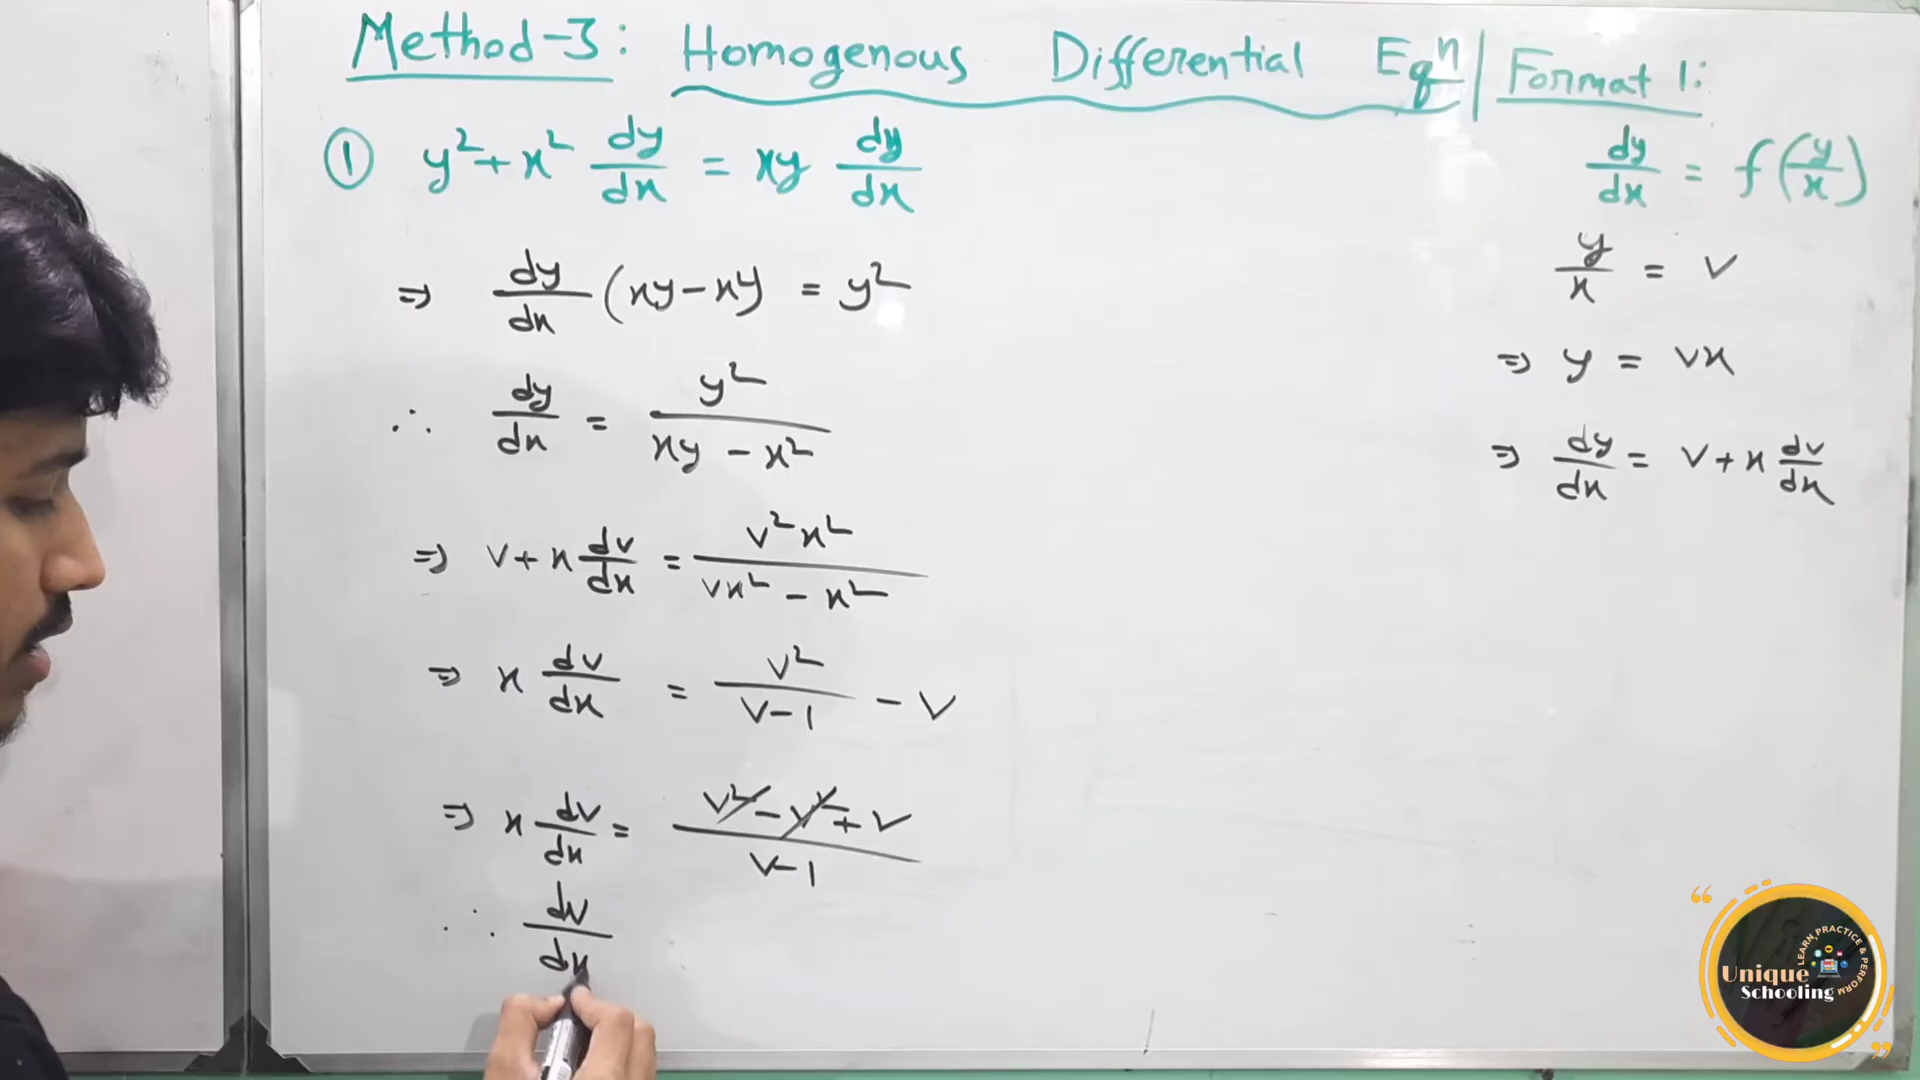 Method-3: Homogenous Differential Eqⁿ | Format 1:
① y² + x² dy/dx = xy dy/dx
⇒ dy/dx (xy - xy) = y²
∴ dy/dx = y²/(xy - x²)
⇒ v + x dv/dx = v²x²/(vx² - x²)
⇒ x dv/dx = v²/(v-1) - v
⇒ x dv/dx = (v² - v² + v)/(v-1)
∴ dv/dx
dy/dx = f(y/x)
y/x = v
⇒ y = vx
⇒ dy/dx = v + x dv/dx
“
LEARN, PRACTICE & PERFORM
Unique
Schooling
”